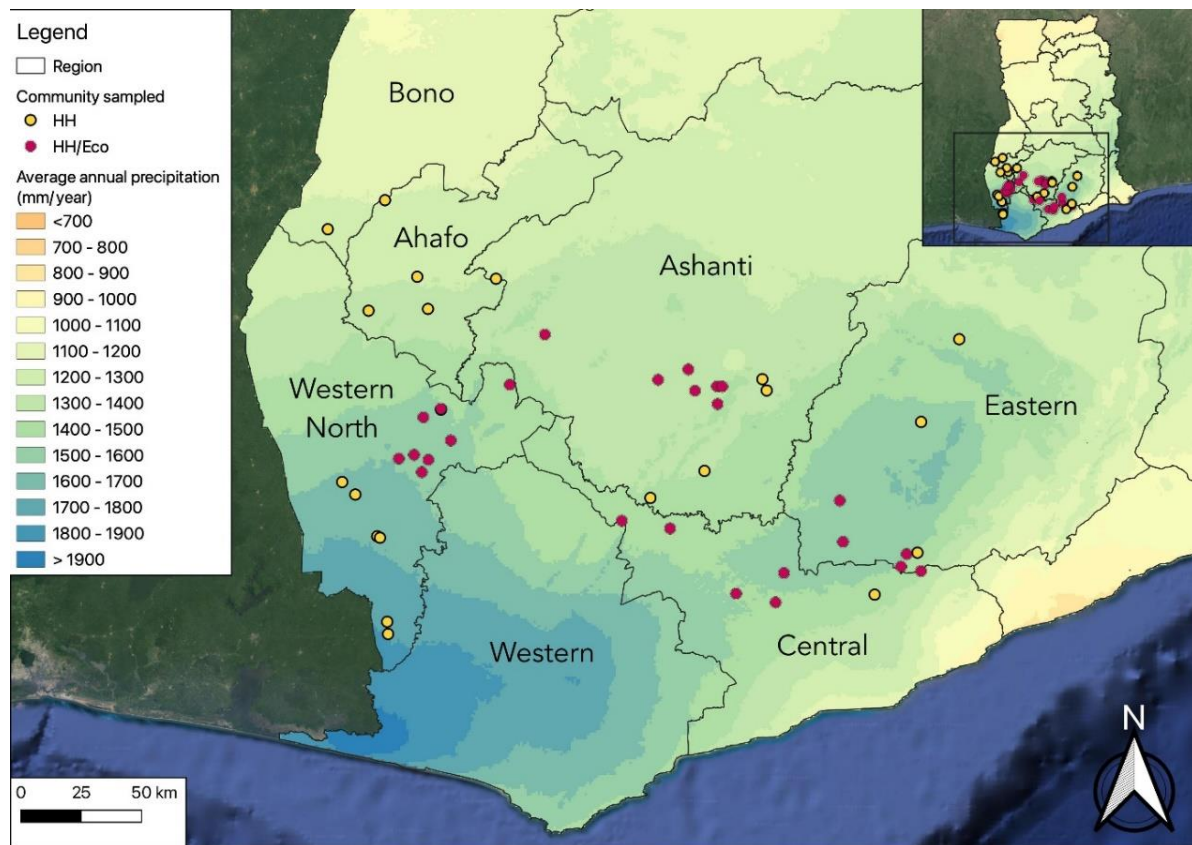 Legend
Region
Community sampled
HH
HH/Eco
Average annual precipitation
(mm/year)
<700
700 - 800
800 - 900
900 - 1000
1000 - 1100
1100 - 1200
1200 - 1300
1300 - 1400
1400 - 1500
1500 - 1600
1600 - 1700
1700 - 1800
1800 - 1900
> 1900
Bono
Ahafo
Ashanti
Western
North
Eastern
Western
Central
N
0 25 50 km